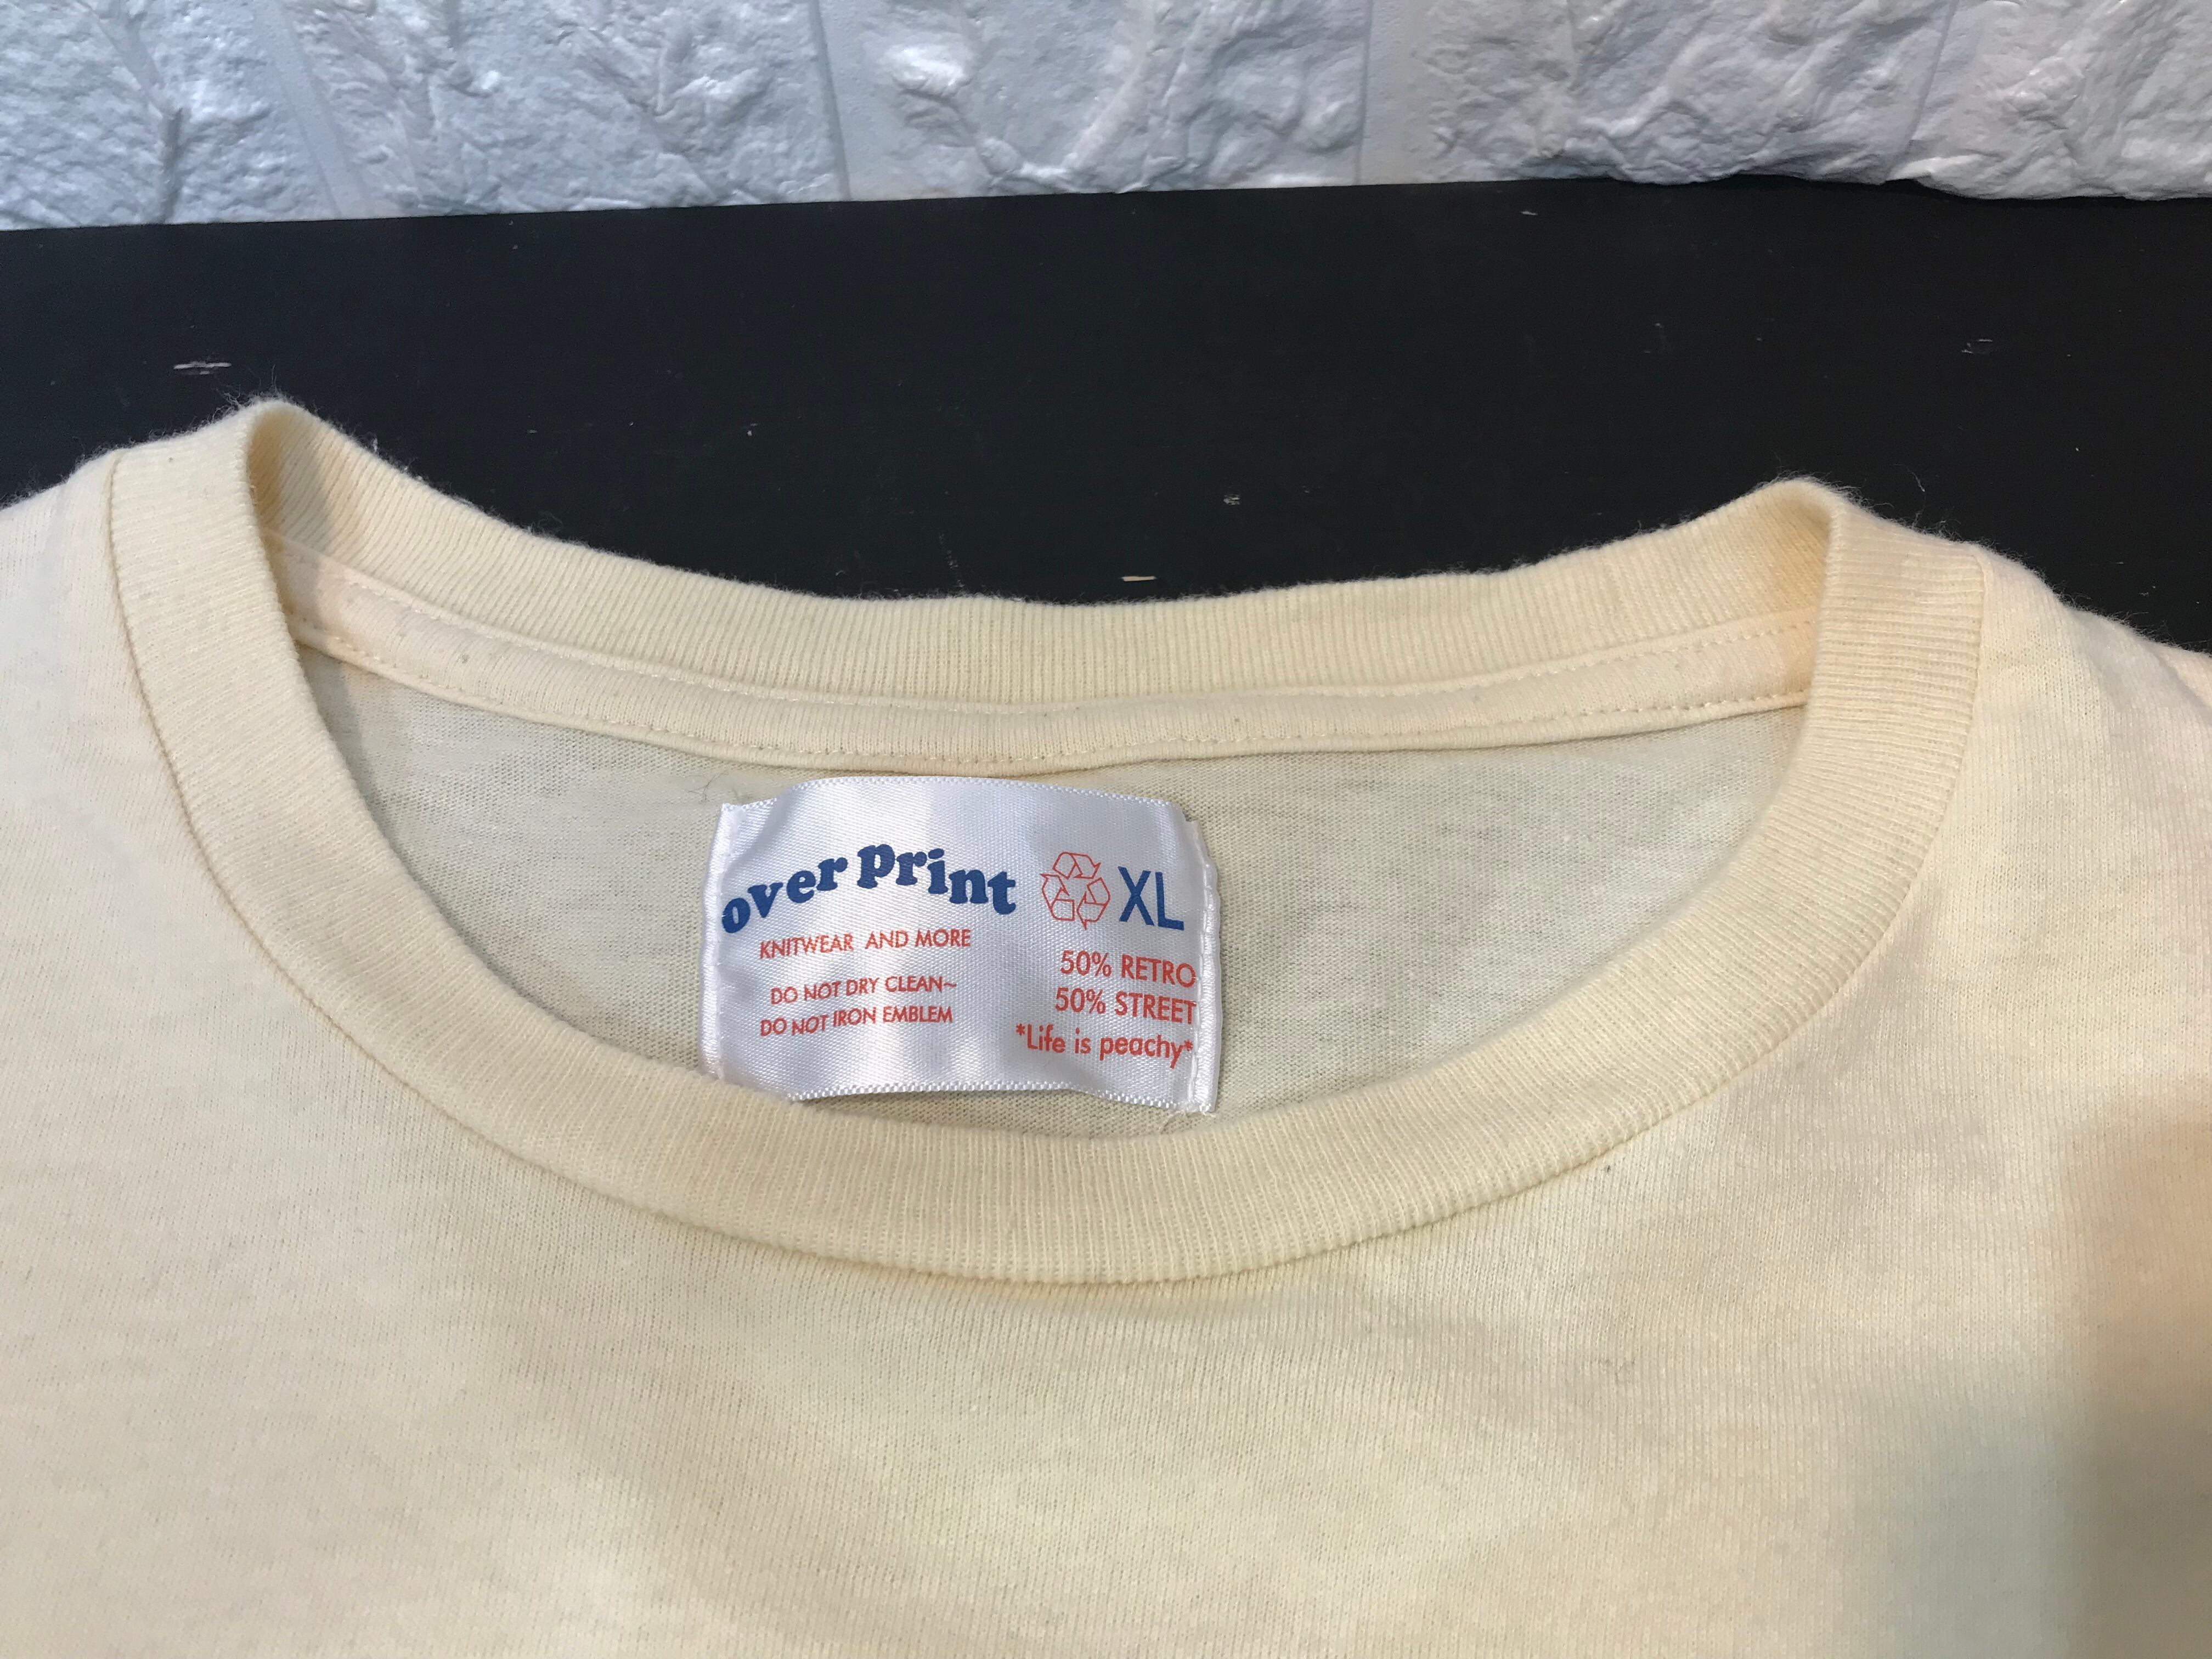 over print
XL
KNITWEAR AND MORE
DO NOT DRY CLEAN~
DO NOT IRON EMBLEM
50% RETRO
50% STREET
*Life is peachy*